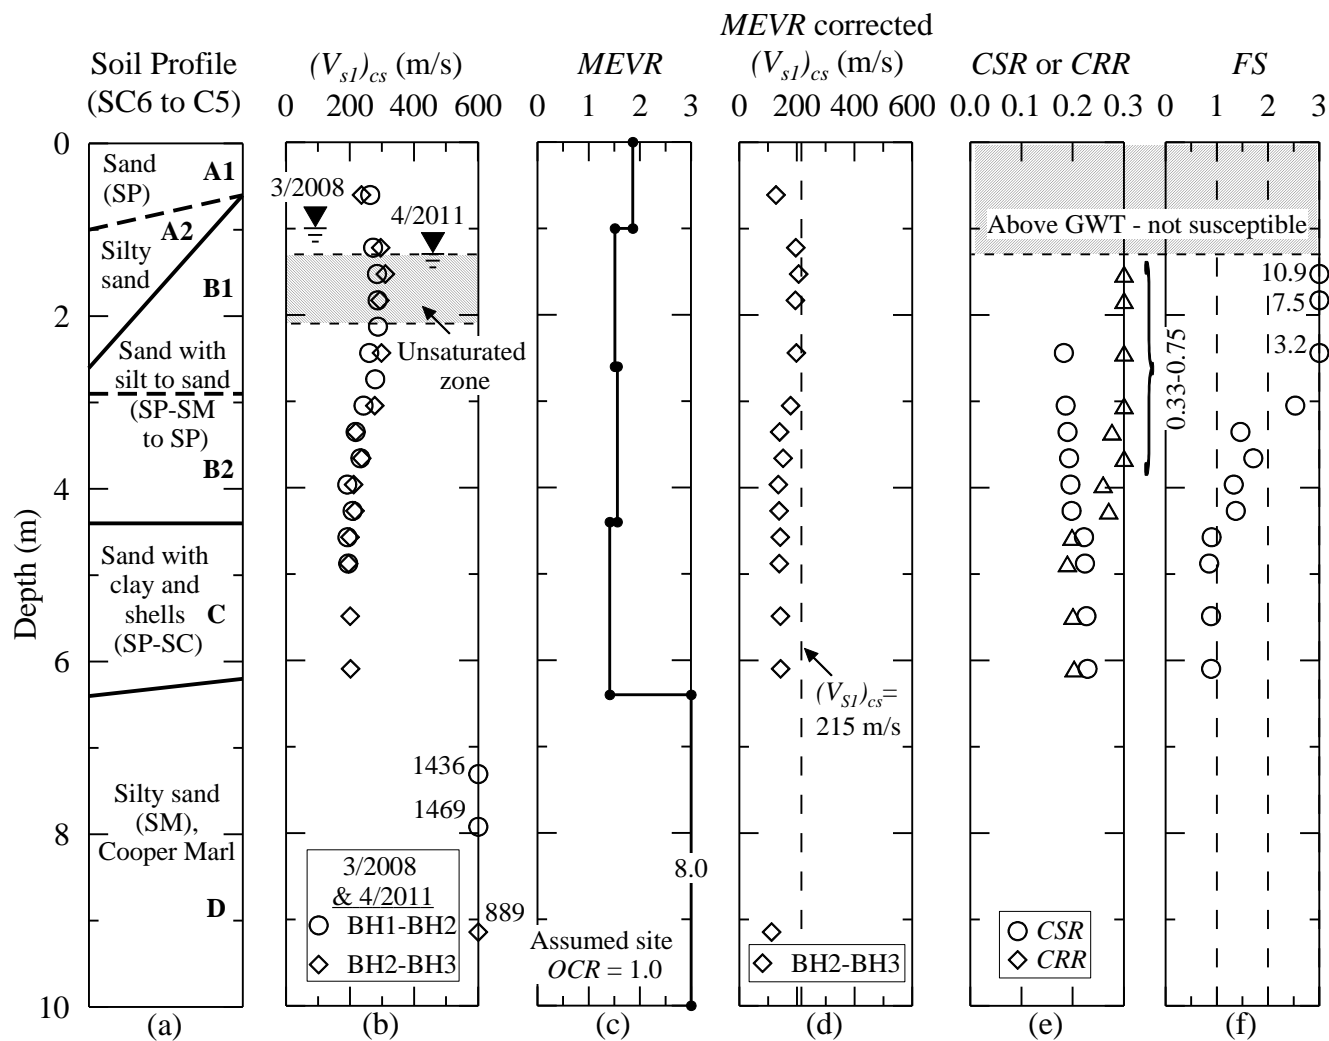 Soil Profile
(SC6 to C5)
(Vs1)cs (m/s)
0 200 400 600
MEVR
0 1 2 3
MEVR corrected
(Vs1)cs (m/s)
0 200 400 600
CSR or CRR
0.0 0.1 0.2 0.3
FS
0 1 2 3
Depth (m)
0
2
4
6
8
10
Sand
(SP)
A1
A2
Silty
sand
B1
Sand with
silt to sand
(SP-SM
to SP)
B2
Sand with
clay and
shells
(SP-SC)
C
Silty sand
(SM),
Cooper Marl
D
(a)
3/2008
4/2011
Unsaturated
zone
1436
1469
889
3/2008
& 4/2011
BH1-BH2
BH2-BH3
(b)
8.0
Assumed site
OCR = 1.0
(c)
(VS1)cs=
215 m/s
BH2-BH3
(d)
Above GWT - not susceptible
0.33-0.75
CSR
CRR
(e)
10.9
7.5
3.2
(f)